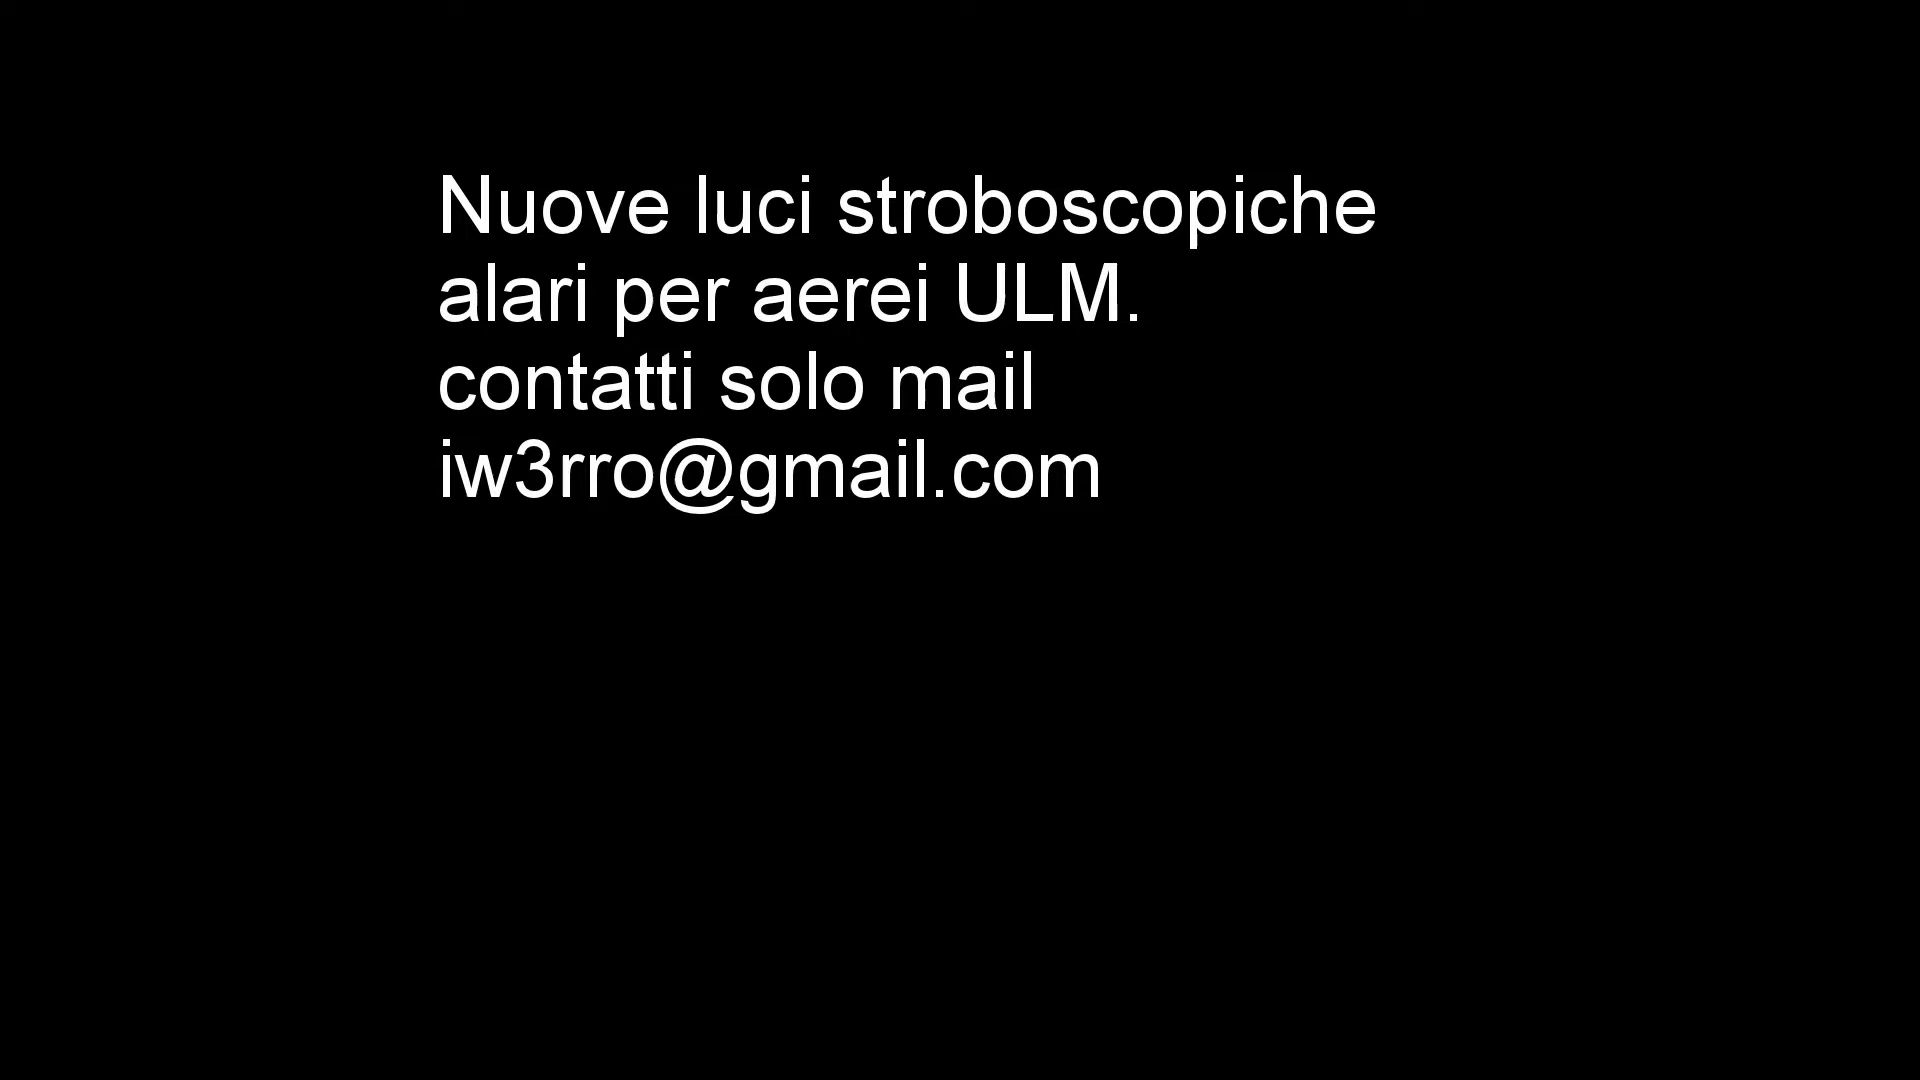 Nuove luci stroboscopiche
alari per aerei ULM.
contatti solo mail
iw3rro@gmail.com